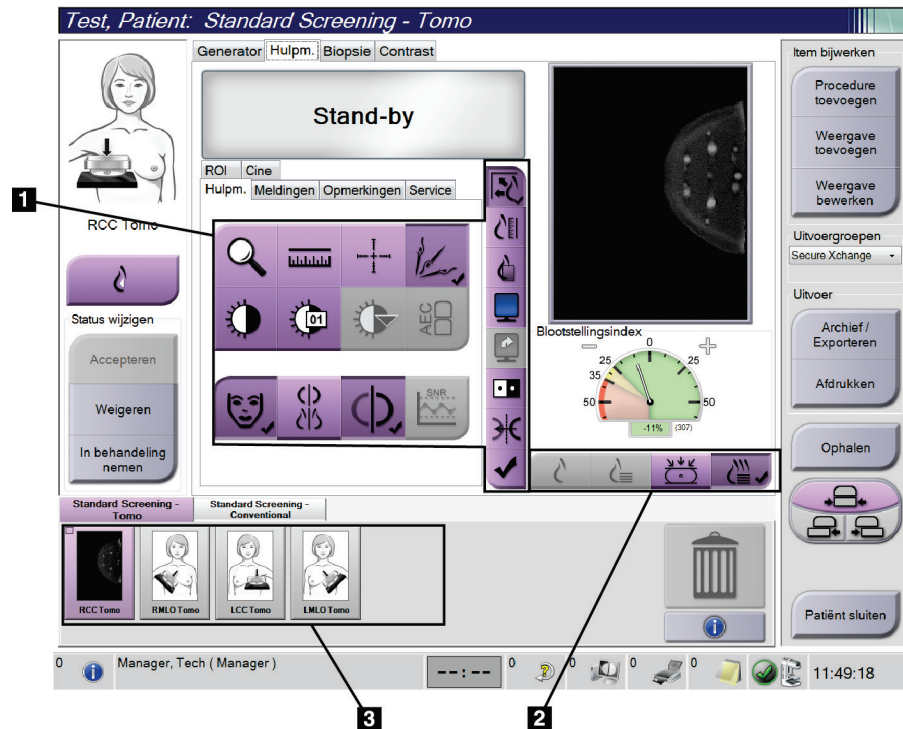 Test, Patient: Standard Screening - Tomo
Generator Hulpm. Biopsie Contrast
Stand-by
ROI Cine
Hulpm. Meldingen Opmerkingen Service
1
RCC Tomo
01
AEC
SNR
Status wijzigen
Accepteren
Weigeren
In behandeling
nemen
Blootstellingsindex
0
25 25
35
50 50
-11% (307)
Item bijwerken
Procedure
toevoegen
Weergave
toevoegen
Weergave
bewerken
Uitvoergroepen
Secure Xchange
Uitvoer
Archief /
Exporteren
Afdrukken
Ophalen
Patiënt sluiten
Standard Screening -
Tomo
Standard Screening -
Conventional
RCC Tomo
RMLO Tomo
LCC Tomo
LMLO Tomo
0 Manager, Tech ( Manager ) --:-- 0 0 0 0 11:49:18
3
2